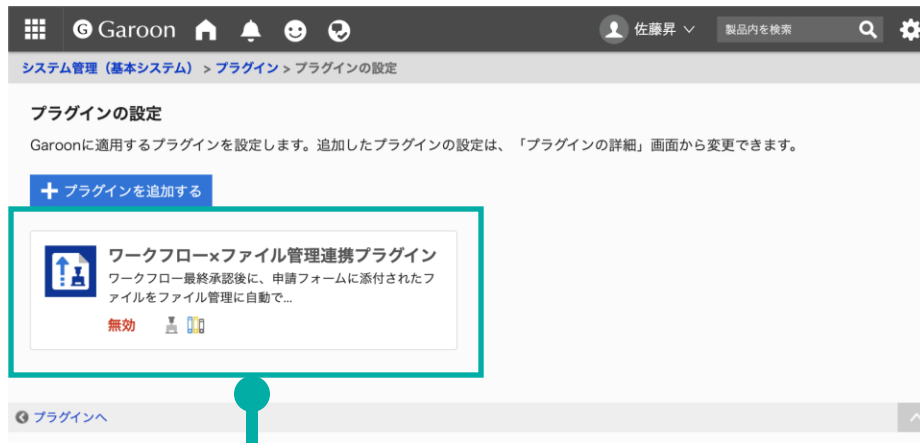 G Garoon
佐藤昇
製品内を検索
システム管理（基本システム） > プラグイン > プラグインの設定
プラグインの設定
Garoonに適用するプラグインを設定します。追加したプラグインの設定は、「プラグインの詳細」画面から変更できます。
プラグインを追加する
ワークフロー×ファイル管理連携プラグイン
ワークフロー最終承認後に、申請フォームに添付されたフ
ァイルをファイル管理に自動で...
無効
プラグインへ